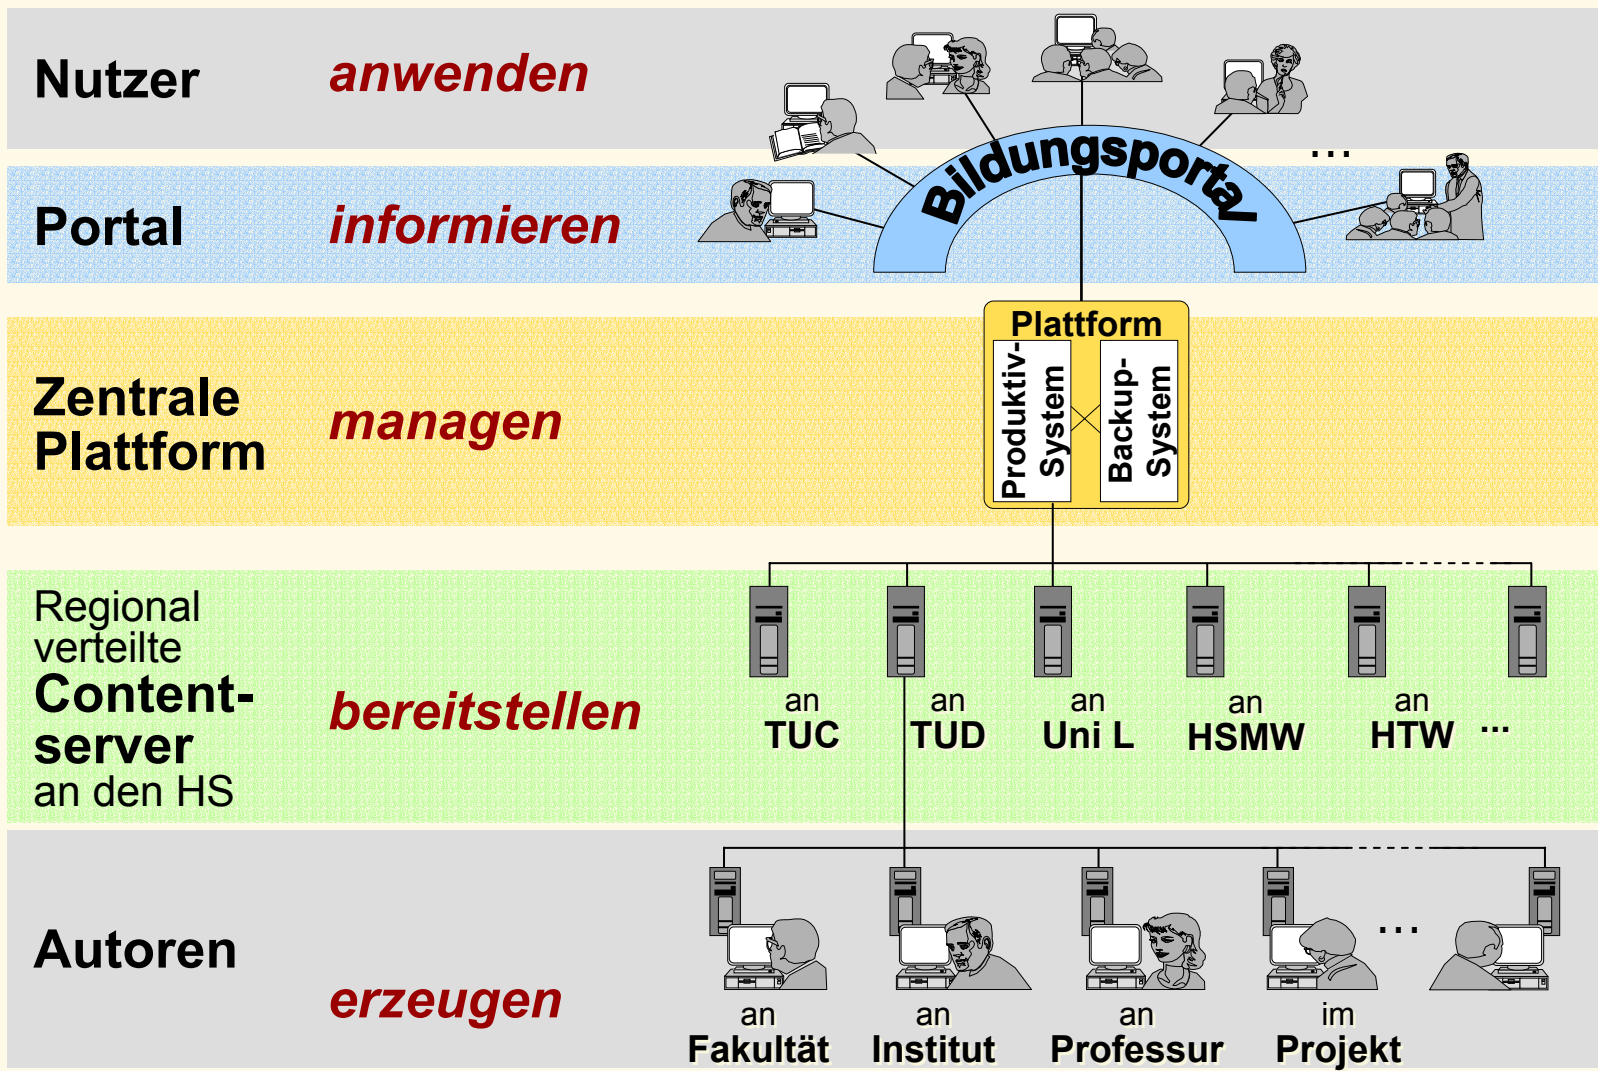 Nutzer
anwenden
...
Bildungsportal
Portal
informieren
Plattform
Produktiv-
System
Backup-
System
Zentrale
Plattform
managen
Regional
verteilte
Content-
server
an den HS
bereitstellen
an
TUC
an
TUD
an
Uni L
an
HSMW
an
HTW
...
Autoren
erzeugen
...
an
Fakultät
an
Institut
an
Professur
im
Projekt